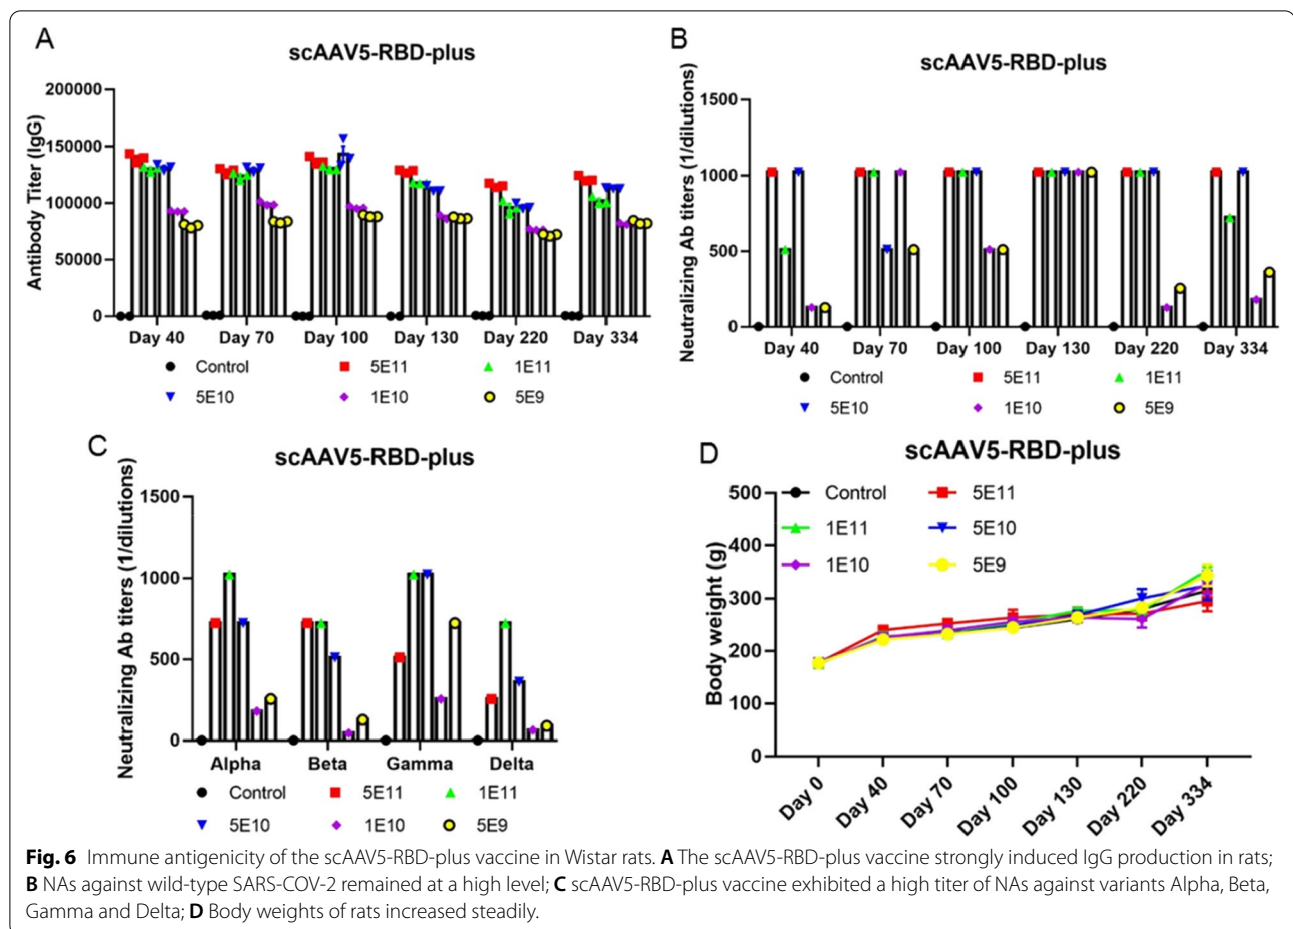 A
scAAV5-RBD-plus
Antibody Titer (IgG)
200000
150000
100000
50000
0
Day 40 Day 70 Day 100 Day 130 Day 220 Day 334
Control 5E11 1E11
5E10 1E10 5E9
B
scAAV5-RBD-plus
Neutralizing Ab titers (1/dilutions)
1500
1000
500
0
Day 40 Day 70 Day 100 Day 130 Day 220 Day 334
Control 5E11 1E11
5E10 1E10 5E9
C
scAAV5-RBD-plus
Neutralizing Ab titers (1/dilutions)
1500
1000
500
0
Alpha Beta Gamma Delta
Control 5E11 1E11
5E10 1E10 5E9
D
scAAV5-RBD-plus
Body weight (g)
500
400
300
200
100
0
Control 5E11
1E11 5E10
1E10 5E9
Day 0 Day 40 Day 70 Day 100 Day 130 Day 220 Day 334
Fig. 6 Immune antigenicity of the scAAV5-RBD-plus vaccine in Wistar rats. A The scAAV5-RBD-plus vaccine strongly induced IgG production in rats;
B NAs against wild-type SARS-COV-2 remained at a high level; C scAAV5-RBD-plus vaccine exhibited a high titer of NAs against variants Alpha, Beta,
Gamma and Delta; D Body weights of rats increased steadily.